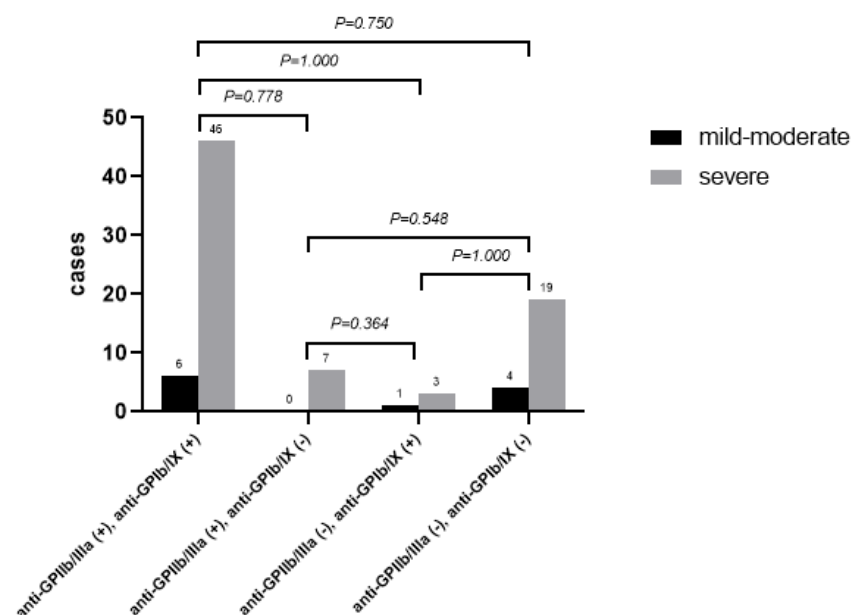 P=0.750
P=1.000
P=0.778
50
46
mild-moderate
severe
40
30
P=0.548
P=1.000
cases
20
19
P=0.364
10
6
7
0
1
3
4
0
anti-GPIIb/IIIa (+), anti-GPIb/IX (+)
anti-GPIIb/IIIa (+), anti-GPIb/IX (-)
anti-GPIIb/IIIa (-), anti-GPIb/IX (+)
anti-GPIIb/IIIa (-), anti-GPIb/IX (-)